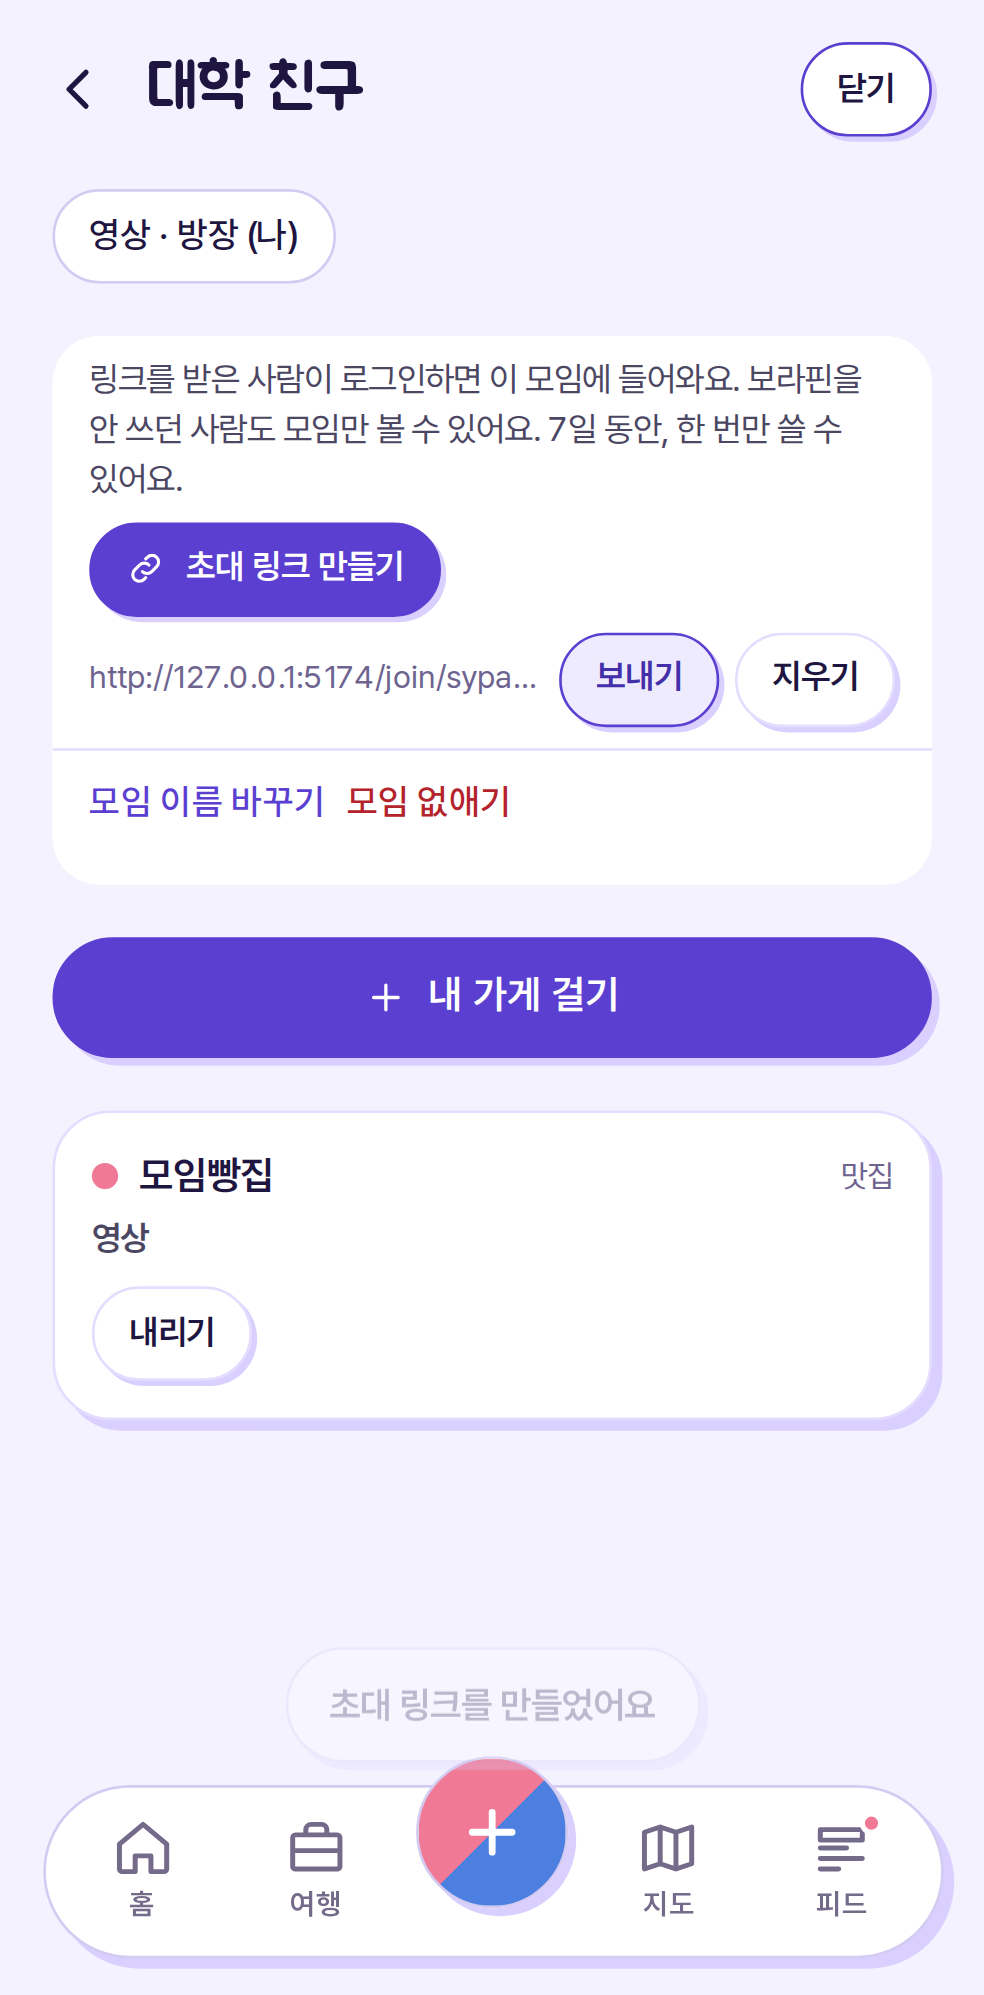 대학 친구
닫기
영상 · 방장 (나)
링크를 받은 사람이 로그인하면 이 모임에 들어와요. 보라핀을
안 쓰던 사람도 모임만 볼 수 있어요. 7일 동안, 한 번만 쓸 수
있어요.
초대 링크 만들기
http://127.0.0.1:5174/join/sypa...
보내기
지우기
모임 이름 바꾸기
모임 없애기
내 가게 걸기
모임빵집
맛집
영상
내리기
초대 링크를 만들었어요
홈
여행
지도
피드